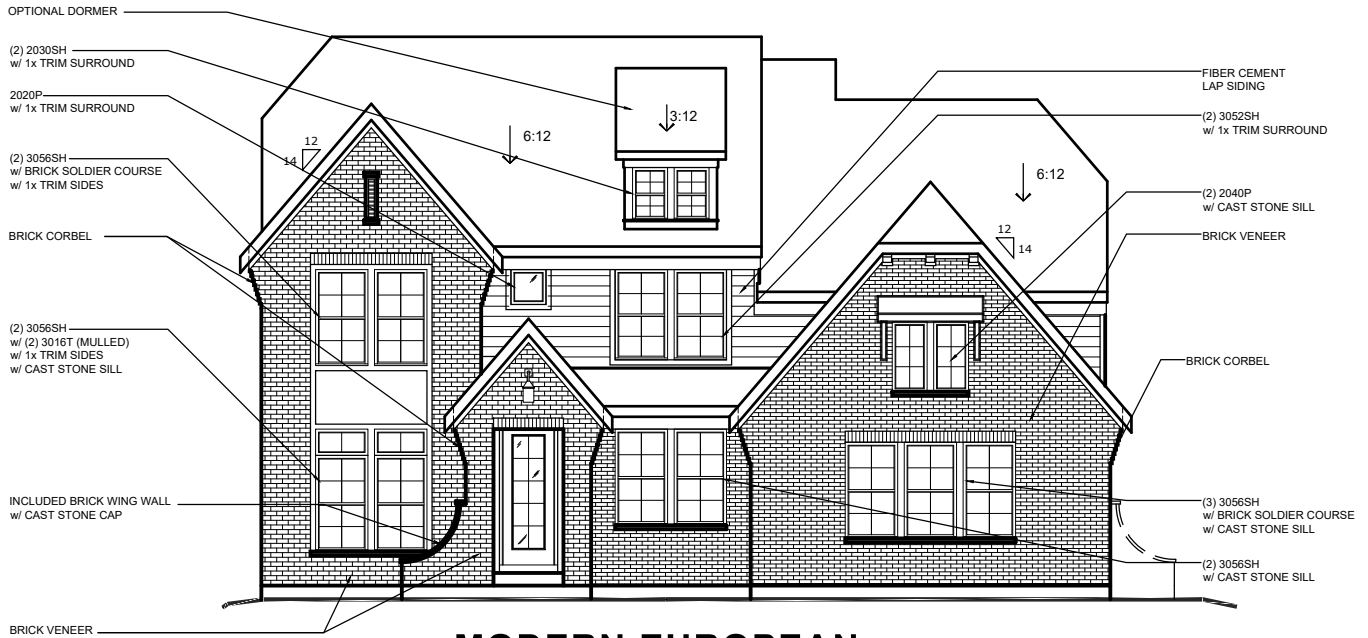 OPTIONAL DORMER
(2) 2030SH
w/ 1x TRIM SURROUND
2020P
w/ 1x TRIM SURROUND
(2) 3056SH
w/ BRICK SOLDIER COURSE
w/ 1x TRIM SIDES
BRICK CORBEL
(2) 3056SH
w/ (2) 3016T (MULLED)
w/ 1x TRIM SIDES
w/ CAST STONE SILL
INCLUDED BRICK WING WALL
w/ CAST STONE CAP
BRICK VENEER
12
14
6:12
3:12
6:12
12
14
FIBER CEMENT
LAP SIDING
(2) 3052SH
w/ 1x TRIM SURROUND
(2) 2040P
w/ CAST STONE SILL
BRICK VENEER
BRICK CORBEL
(3) 3056SH
w/ BRICK SOLDIER COURSE
w/ CAST STONE SILL
(2) 3056SH
w/ CAST STONE SILL
MODERN EUROPEAN